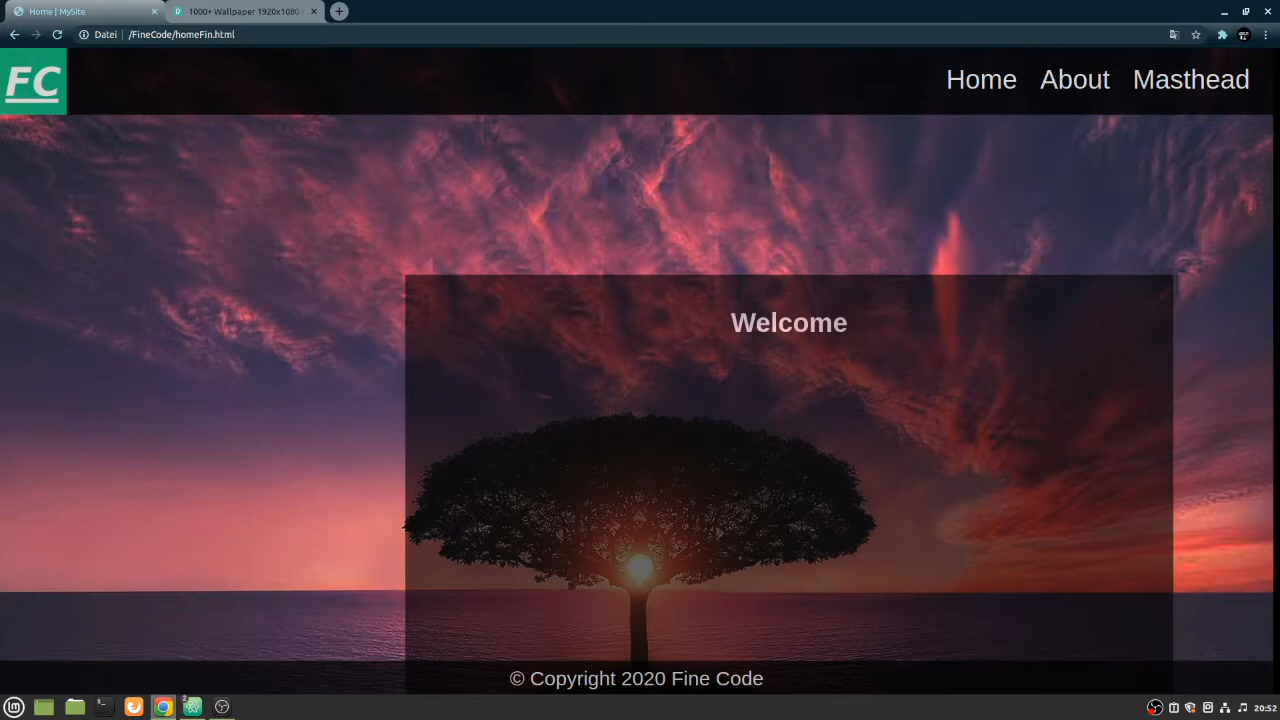 Home | MySite
1000+ Wallpaper 1920x1080
Datei
/FineCode/homeFin.html
FC
Home About Masthead
Welcome
© Copyright 2020 Fine Code
20:52